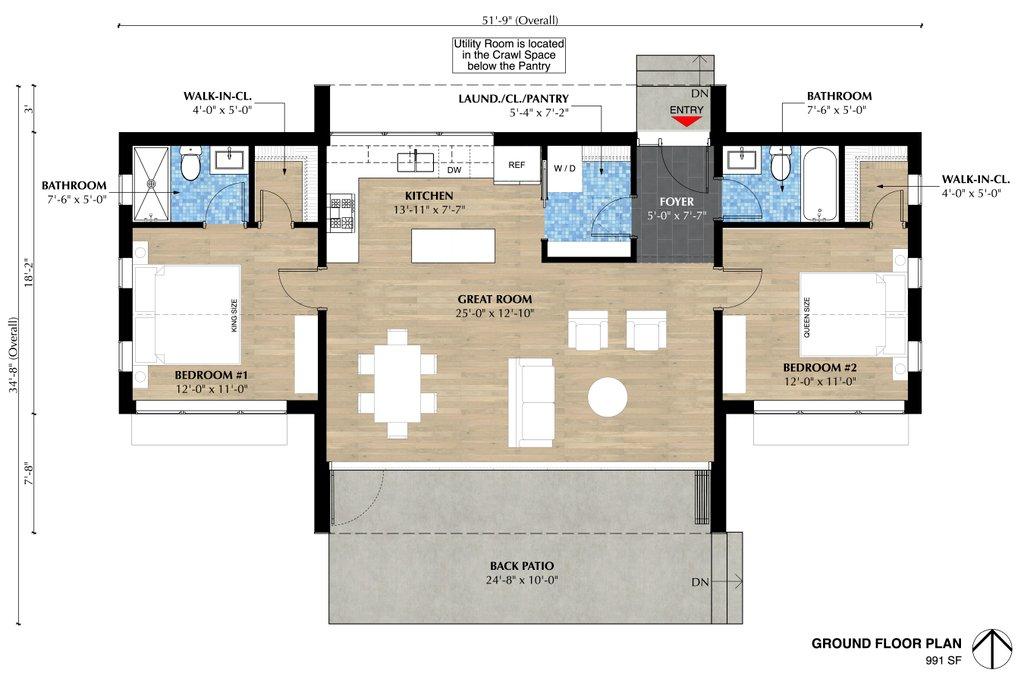 51'-9" (Overall)
Utility Room is located
in the Crawl Space
below the Pantry
WALK-IN-CL.
4'-0" x 5'-0"
LAUND./CL./PANTRY
5'-4" x 7'-2"
DN
ENTRY
BATHROOM
7'-6" x 5'-0"
3'
BATHROOM
7'-6" x 5'-0"
DW
REF
W / D
WALK-IN-CL.
4'-0" x 5'-0"
KITCHEN
13'-11" x 7'-7"
FOYER
5'-0" x 7'-7"
18'-2"
34'-8" (Overall)
7'-8"
KING SIZE
GREAT ROOM
25'-0" x 12'-10"
QUEEN SIZE
BEDROOM #1
12'-0" x 11'-0"
BEDROOM #2
12'-0" x 11'-0"
BACK PATIO
24'-8" x 10'-0"
DN
GROUND FLOOR PLAN
991 SF